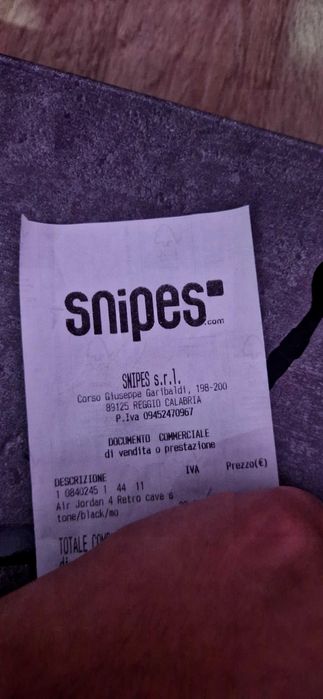 snipes
.com
SNIPES s.r.l.
Corso Giuseppe Garibaldi, 198-200
89125 REGGIO CALABRIA
P.Iva 09452470967
DOCUMENTO COMMERCIALE
di vendita o prestazione
DESCRIZIONE IVA Prezzo(€)
1 0840245 1 44 11
Air Jordan 4 Retro cave s
tone/black/mo
TOTALE
di